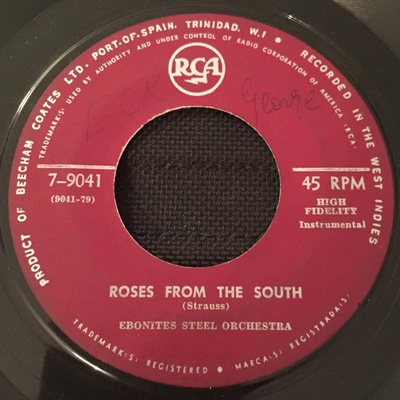 PRODUCT OF BEECHAM COATES LTD. PORT-OF-SPAIN. TRINIDAD. W.I • RECORDED IN THE WEST INDIES
TRADEMARK(S) USED BY AUTHORITY AND UNDER CONTROL OF RADIO CORPORATION OF AMERICA (RCA)
RCA
George
7-9041
(9041-79)
45 RPM
HIGH
FIDELITY
Instrumental
ROSES FROM THE SOUTH
(Strauss)
EBONITES STEEL ORCHESTRA
TRADEMARK(S) REGISTERED • MARCA(S) REGISTRADA(S)